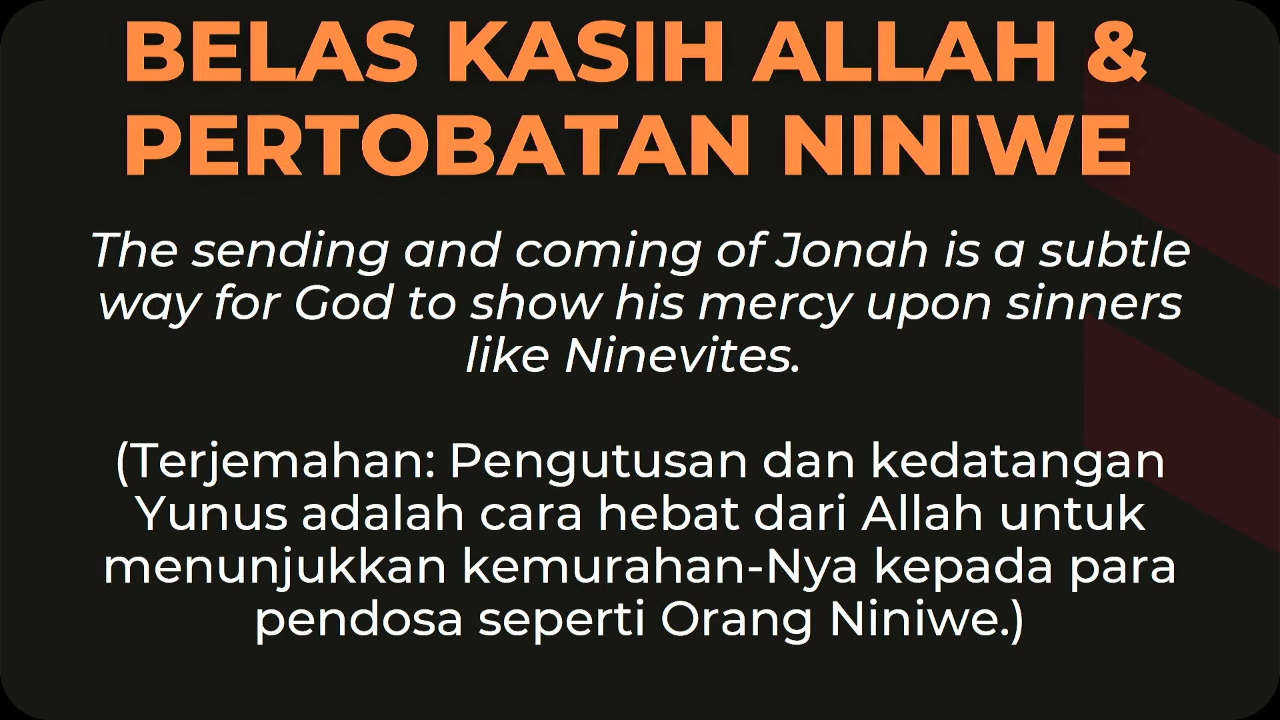 BELAS KASIH ALLAH &
PERTOBATAN NINIWE
The sending and coming of Jonah is a subtle
way for God to show his mercy upon sinners
like Ninevites.
(Terjemahan: Pengutusan dan kedatangan
Yunus adalah cara hebat dari Allah untuk
menunjukkan kemurahan-Nya kepada para
pendosa seperti Orang Niniwe.)